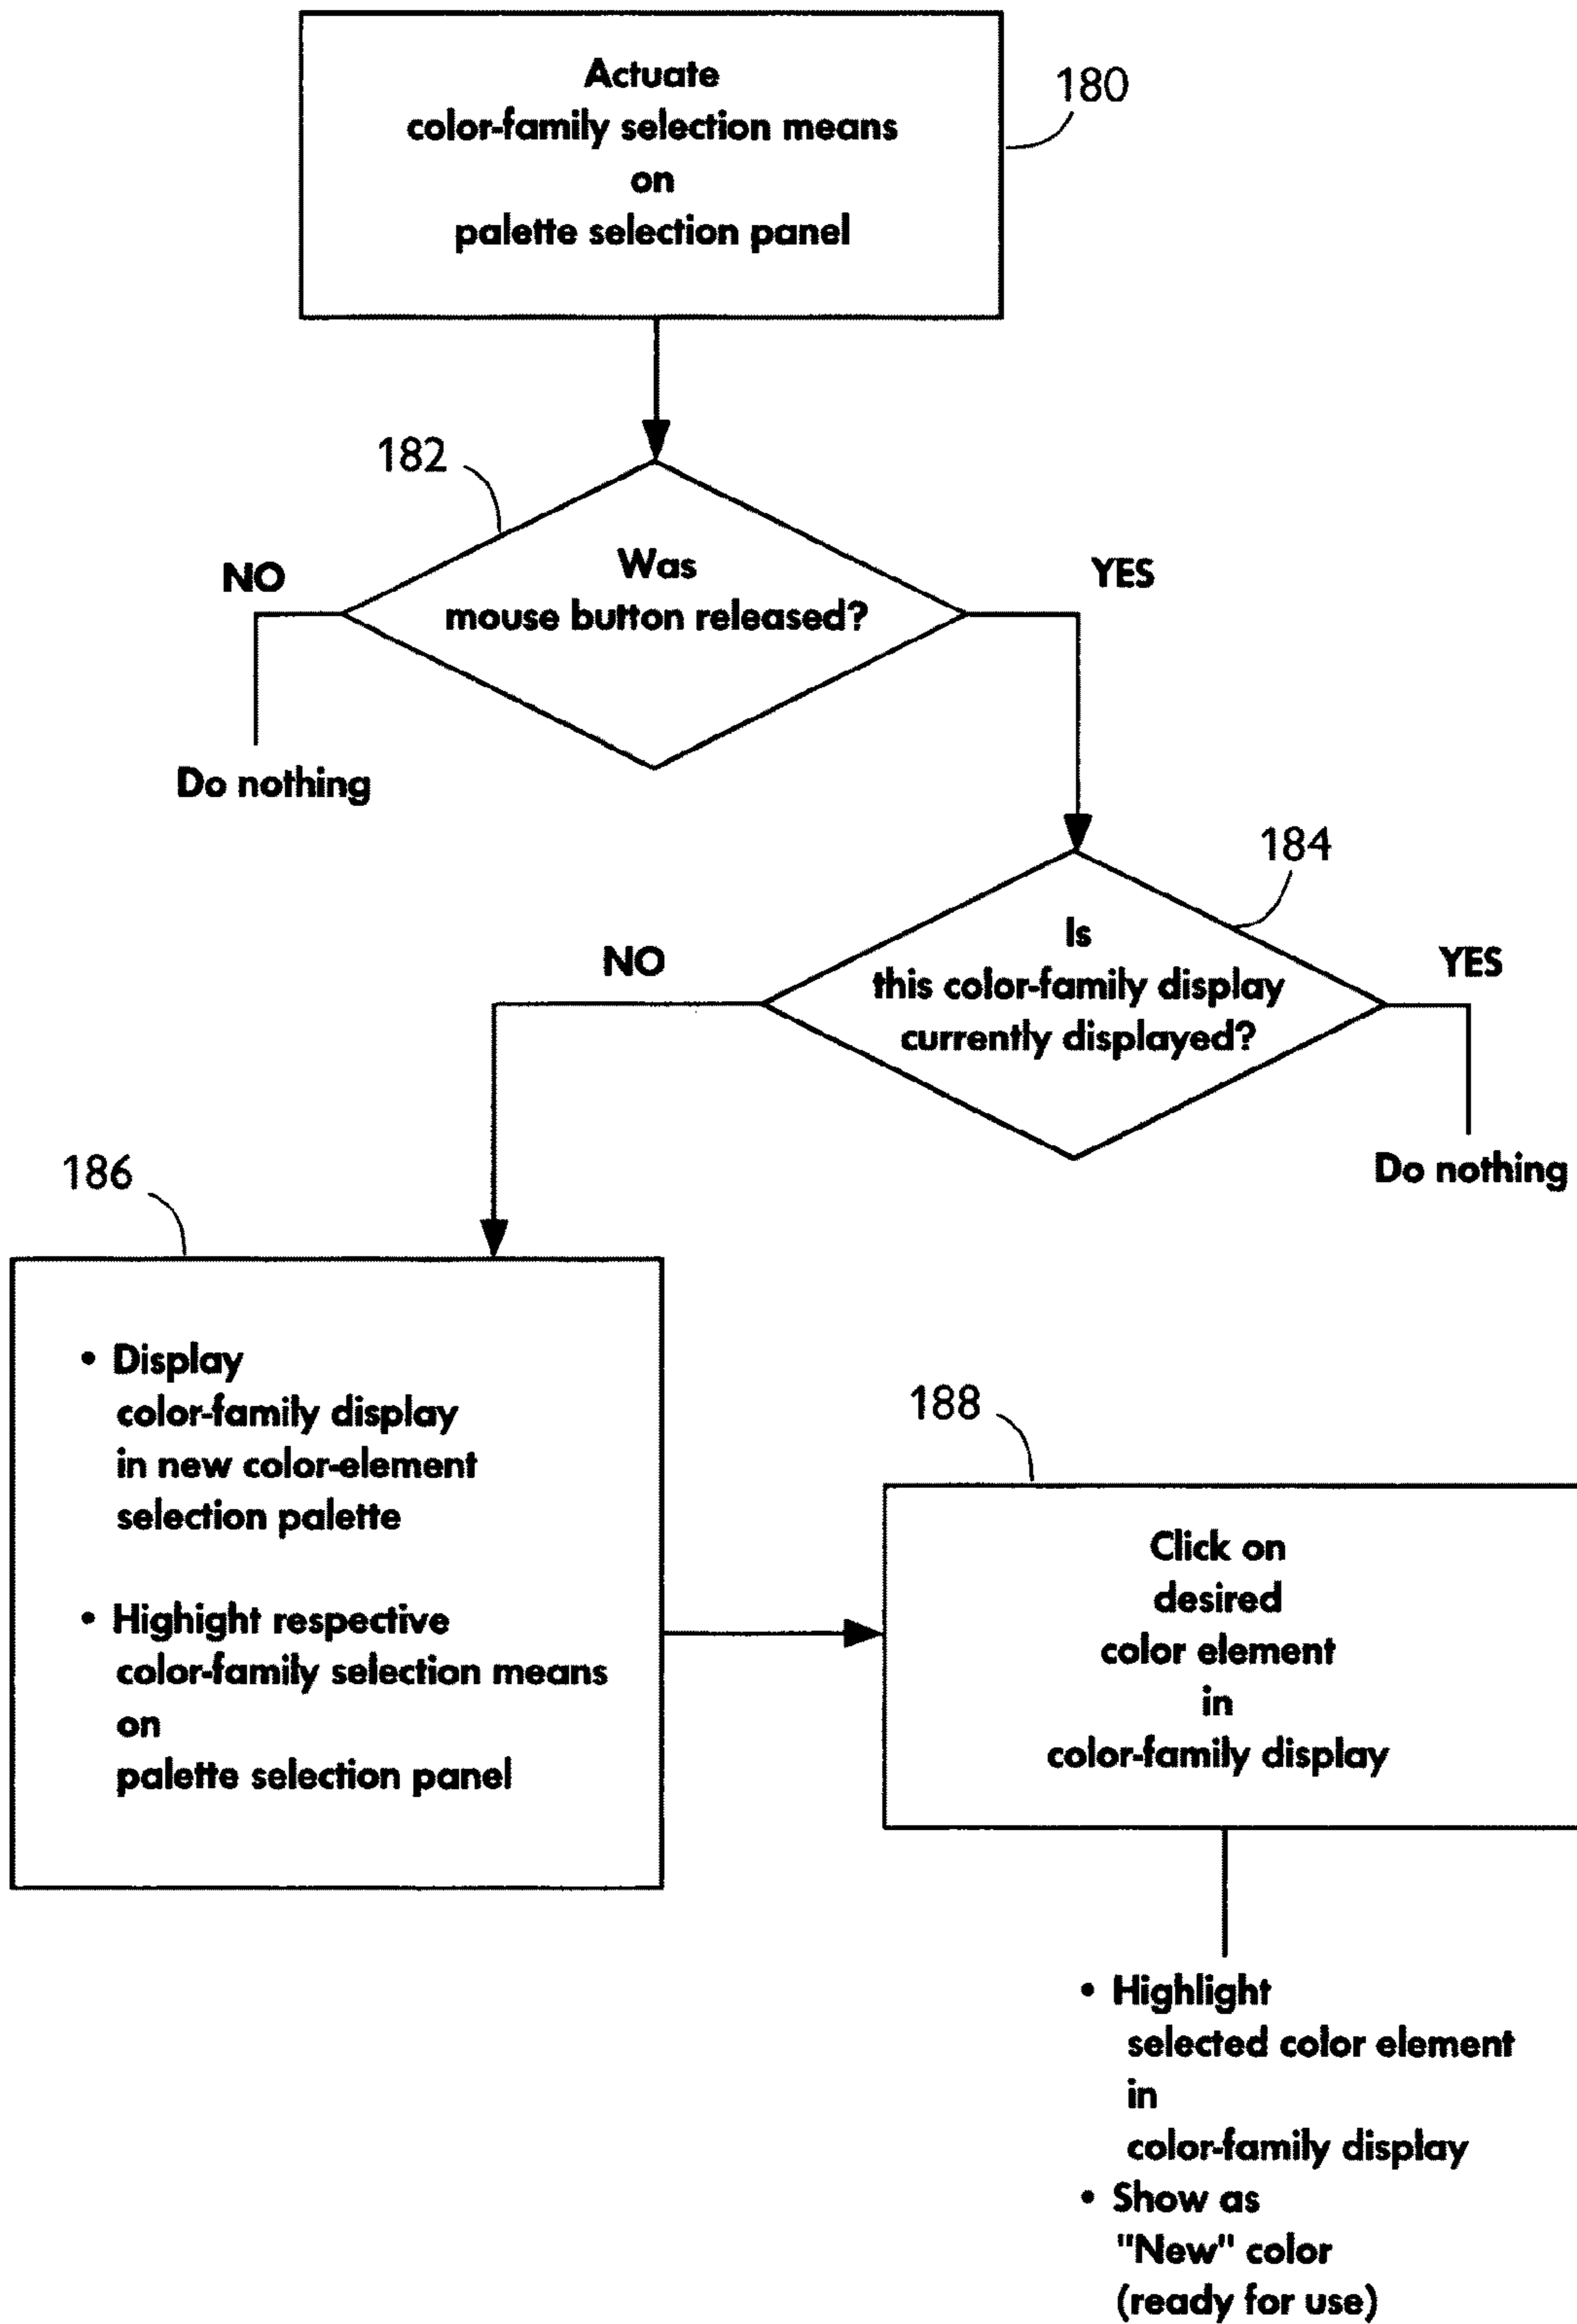 Actuate
color-family selection means
on
palette selection panel
180
182
NO
Was
mouse button released?
YES
Do nothing
184
NO
Is
this color-family display
currently displayed?
YES
Do nothing
186
• Display
color-family display
in new color-element
selection palette
• Highight respective
color-family selection means
on
palette selection panel
188
Click on
desired
color element
in
color-family display
• Highlight
selected color element
in
color-family display
• Show as
"New" color
(ready for use)